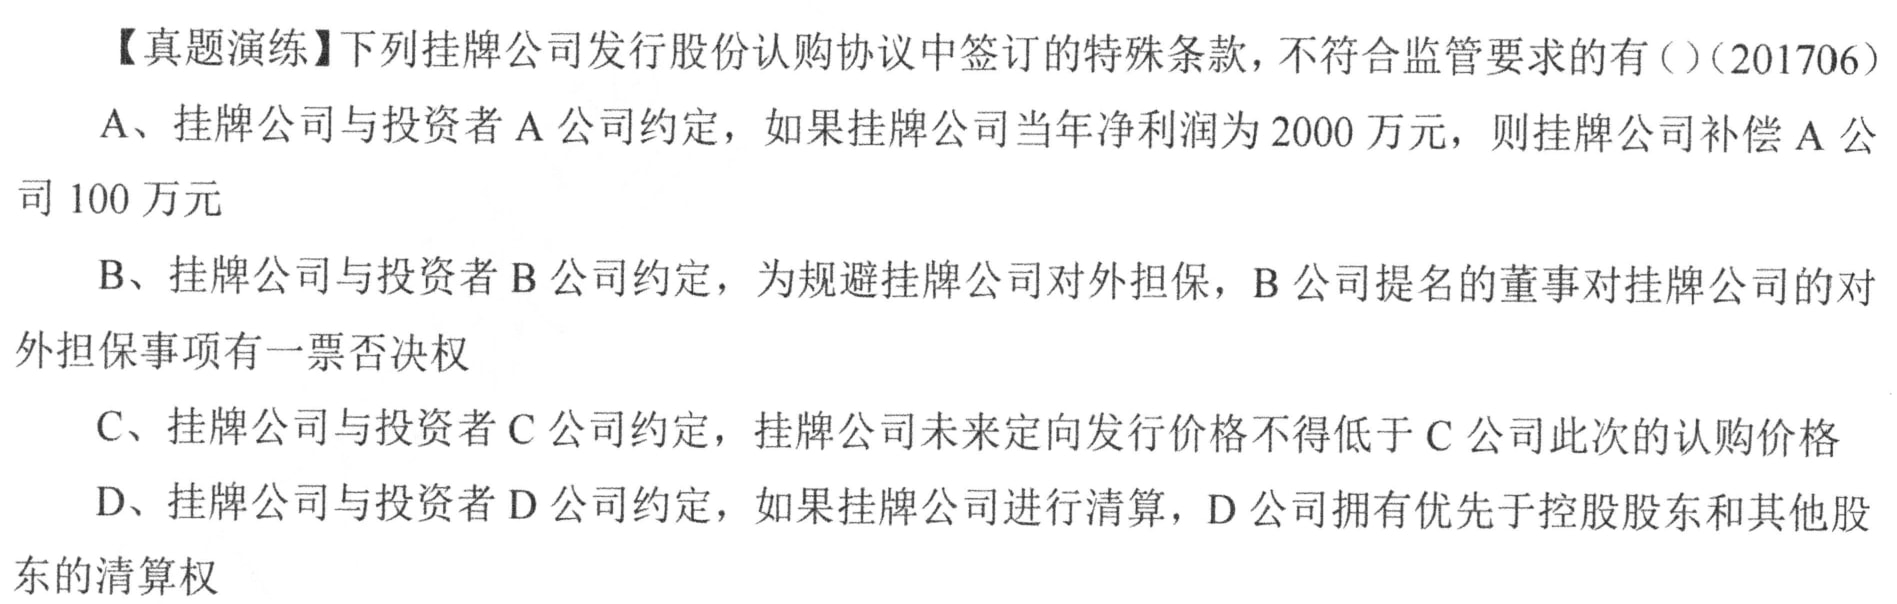 【真题演练】下列挂牌公司发行股份认购协议中签订的特殊条款，不符合监管要求的有（）（201706）
A、挂牌公司与投资者 A 公司约定，如果挂牌公司当年净利润为 2000 万元，则挂牌公司补偿 A 公
司 100 万元
B、挂牌公司与投资者 B 公司约定，为规避挂牌公司对外担保，B 公司提名的董事对挂牌公司的对
外担保事项有一票否决权
C、挂牌公司与投资者 C 公司约定，挂牌公司未来定向发行价格不得低于 C 公司此次的认购价格
D、挂牌公司与投资者 D 公司约定，如果挂牌公司进行清算，D 公司拥有优先于控股股东和其他股
东的清算权